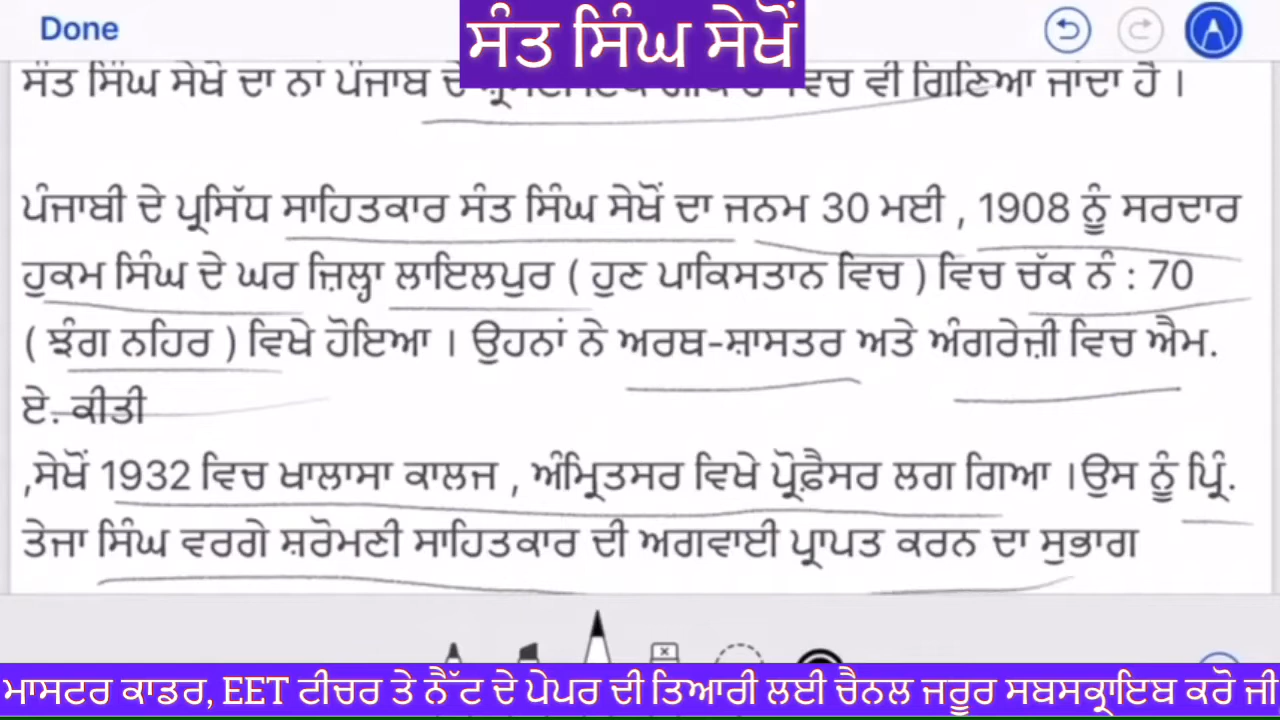 Done
ਸੰਤ ਸਿੰਘ ਸੇਖੋਂ
ਸੰਤ ਸਿੰਘ ਸੇਖੋਂ ਦਾ ਨਾਂ ਪੰਜਾਬ ਦੇ ਵਿਚ ਵੀ ਗਿਣਿਆ ਜਾਂਦਾ ਹੈ ।
ਪੰਜਾਬੀ ਦੇ ਪ੍ਰਸਿੱਧ ਸਾਹਿਤਕਾਰ ਸੰਤ ਸਿੰਘ ਸੇਖੋਂ ਦਾ ਜਨਮ 30 ਮਈ , 1908 ਨੂੰ ਸਰਦਾਰ
ਹੁਕਮ ਸਿੰਘ ਦੇ ਘਰ ਜ਼ਿਲ੍ਹਾ ਲਾਇਲਪੁਰ ( ਹੁਣ ਪਾਕਿਸਤਾਨ ਵਿਚ ) ਵਿਚ ਚੱਕ ਨੰ : 70
( ਝੰਗ ਨਹਿਰ ) ਵਿਖੇ ਹੋਇਆ । ਉਹਨਾਂ ਨੇ ਅਰਥ-ਸ਼ਾਸਤਰ ਅਤੇ ਅੰਗਰੇਜ਼ੀ ਵਿਚ ਐਮ.
ਏ. ਕੀਤੀ
,ਸੇਖੋਂ 1932 ਵਿਚ ਖਾਲਾਸਾ ਕਾਲਜ , ਅੰਮ੍ਰਿਤਸਰ ਵਿਖੇ ਪ੍ਰੋਫ਼ੈਸਰ ਲਗ ਗਿਆ ।ਉਸ ਨੂੰ ਪ੍ਰਿੰ.
ਤੇਜਾ ਸਿੰਘ ਵਰਗੇ ਸ਼ਰੋਮਣੀ ਸਾਹਿਤਕਾਰ ਦੀ ਅਗਵਾਈ ਪ੍ਰਾਪਤ ਕਰਨ ਦਾ ਸੁਭਾਗ
ਮਾਸਟਰ ਕਾਡਰ, EET ਟੀਚਰ ਤੇ ਨੈੱਟ ਦੇ ਪੇਪਰ ਦੀ ਤਿਆਰੀ ਲਈ ਚੈਨਲ ਜਰੂਰ ਸਬਸਕ੍ਰਾਇਬ ਕਰੋ ਜੀ